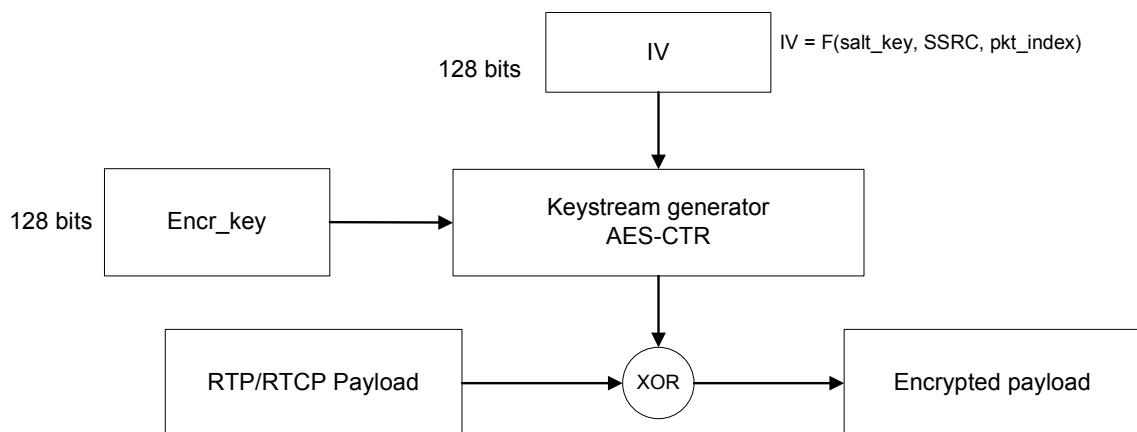 IV
IV = F(salt_key, SSRC, pkt_index)
128 bits
128 bits
Encr_key
Keystream generator
AES-CTR
RTP/RTCP Payload
XOR
Encrypted payload